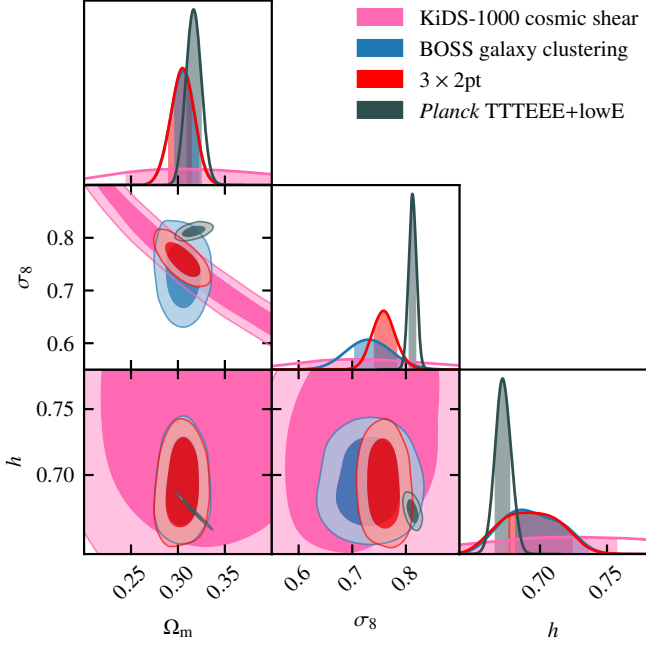 KiDS-1000 cosmic shear
BOSS galaxy clustering
3 × 2pt
Planck TTTEEE+lowE
0.8
0.7
0.6
σ8
0.75
0.70
h
0.25
0.30
0.35
Ωm
0.6
0.7
0.8
σ8
0.70
0.75
h